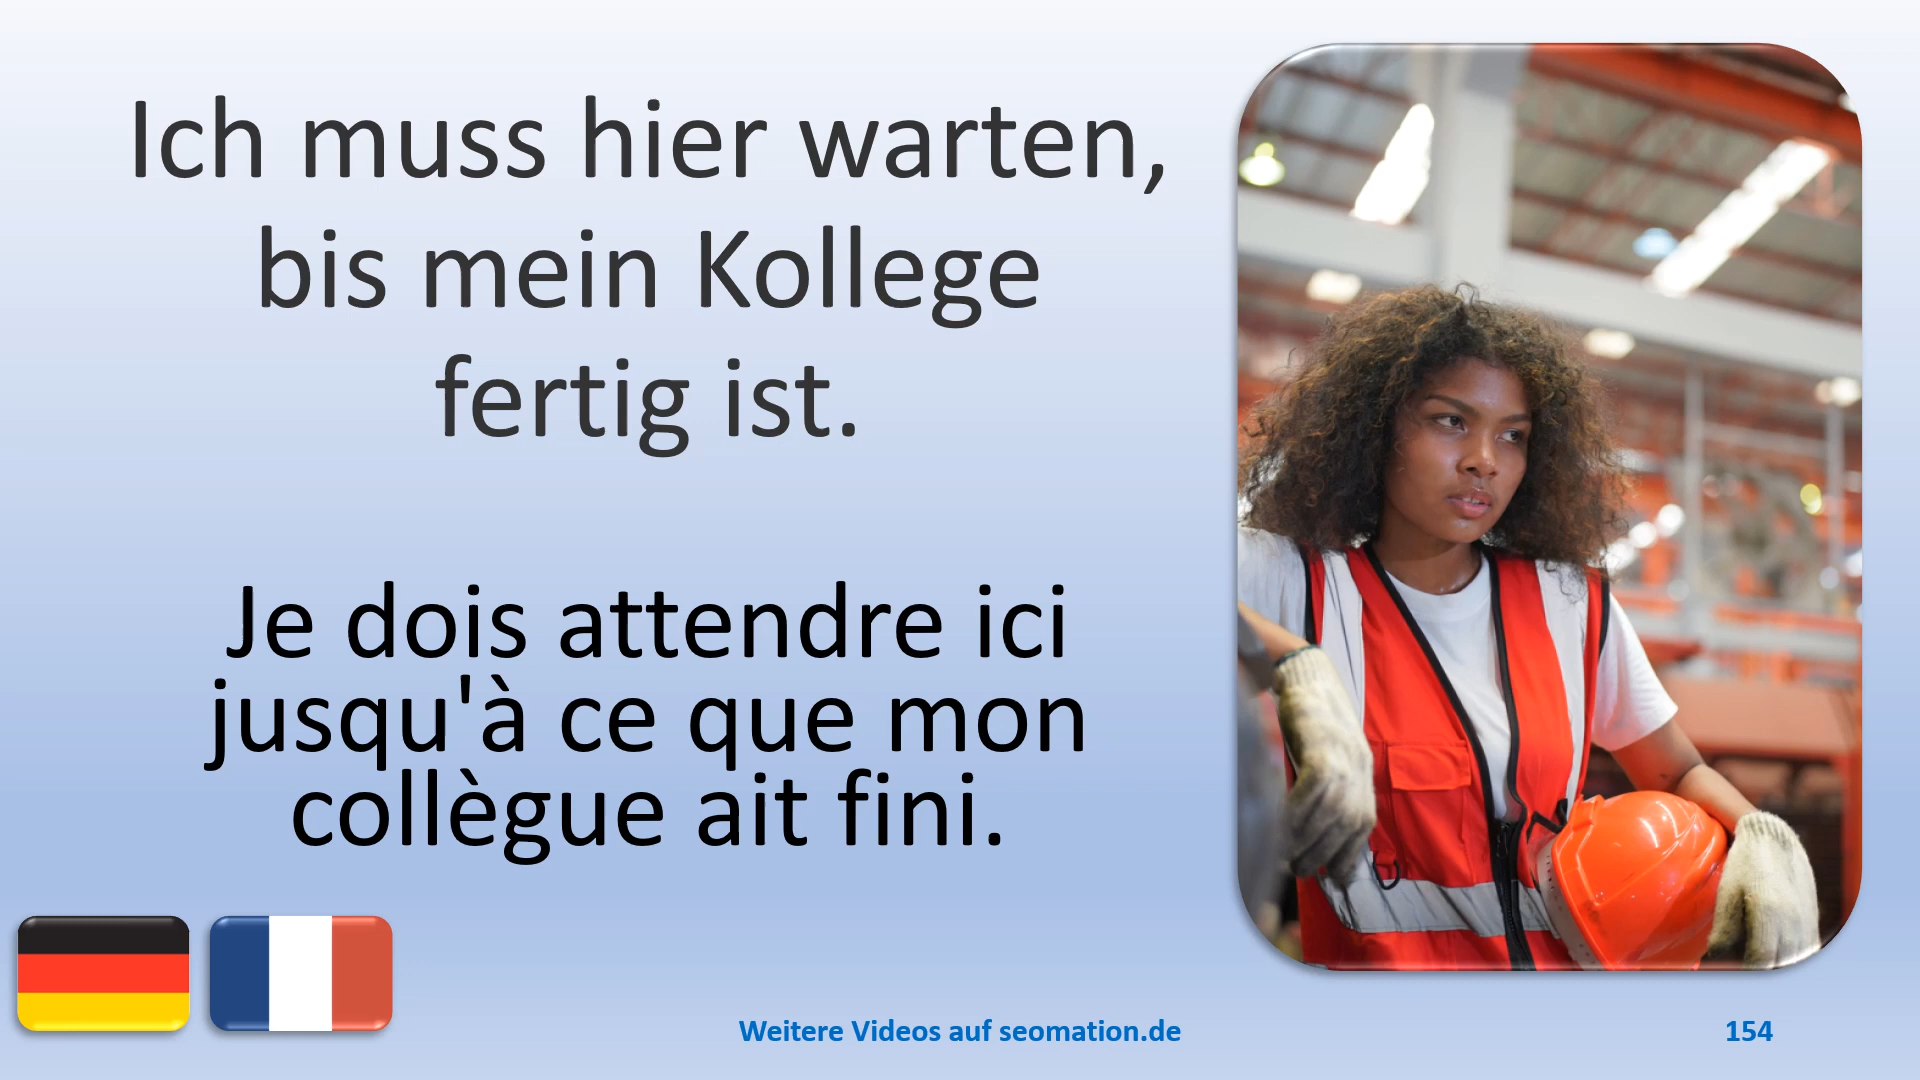 Ich muss hier warten,
bis mein Kollege
fertig ist.
Je dois attendre ici
jusqu'à ce que mon
collègue ait fini.
Weitere Videos auf seomation.de
154